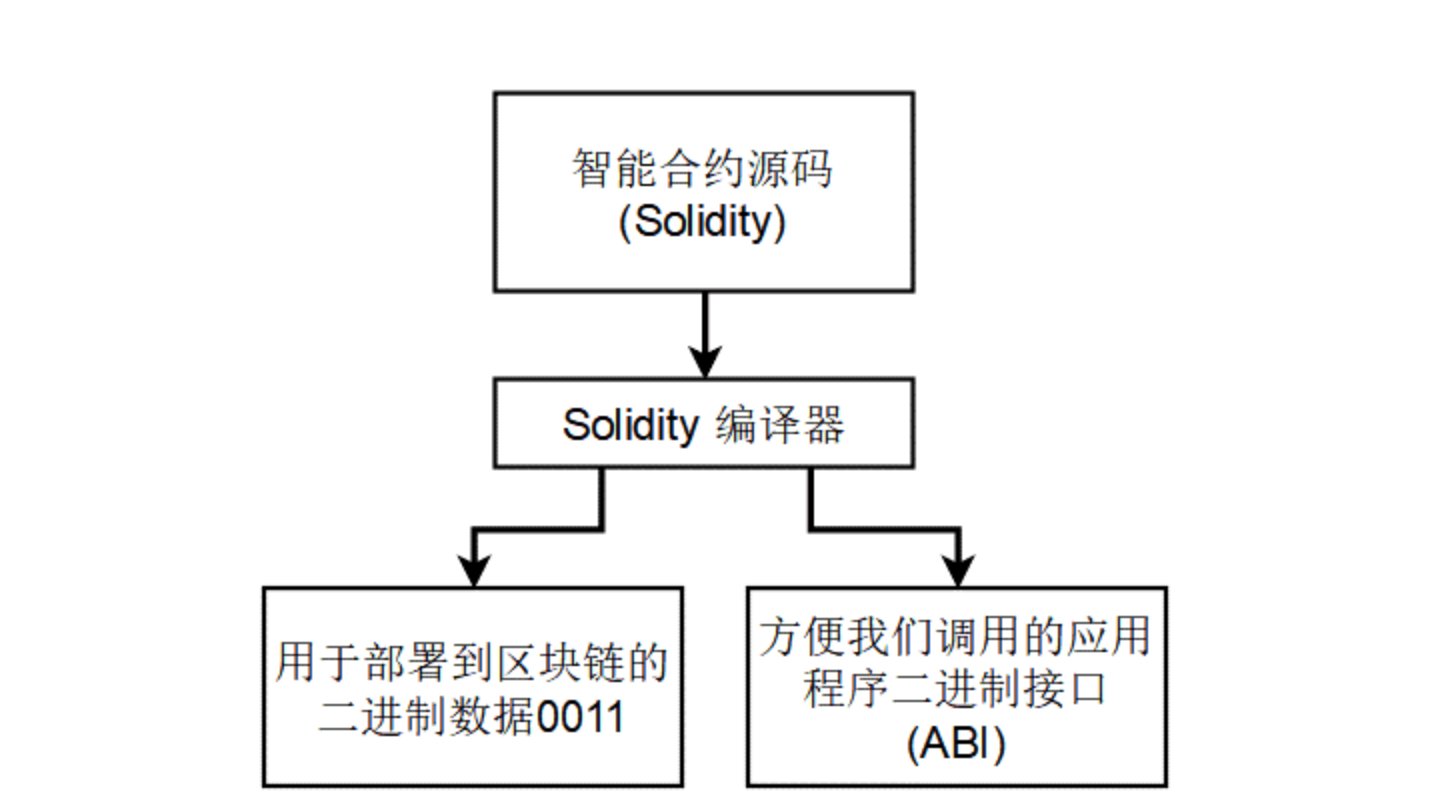 智能合约源码
(Solidity)
Solidity 编译器
用于部署到区块链的
二进制数据0011
方便我们调用的应用
程序二进制接口
(ABI)